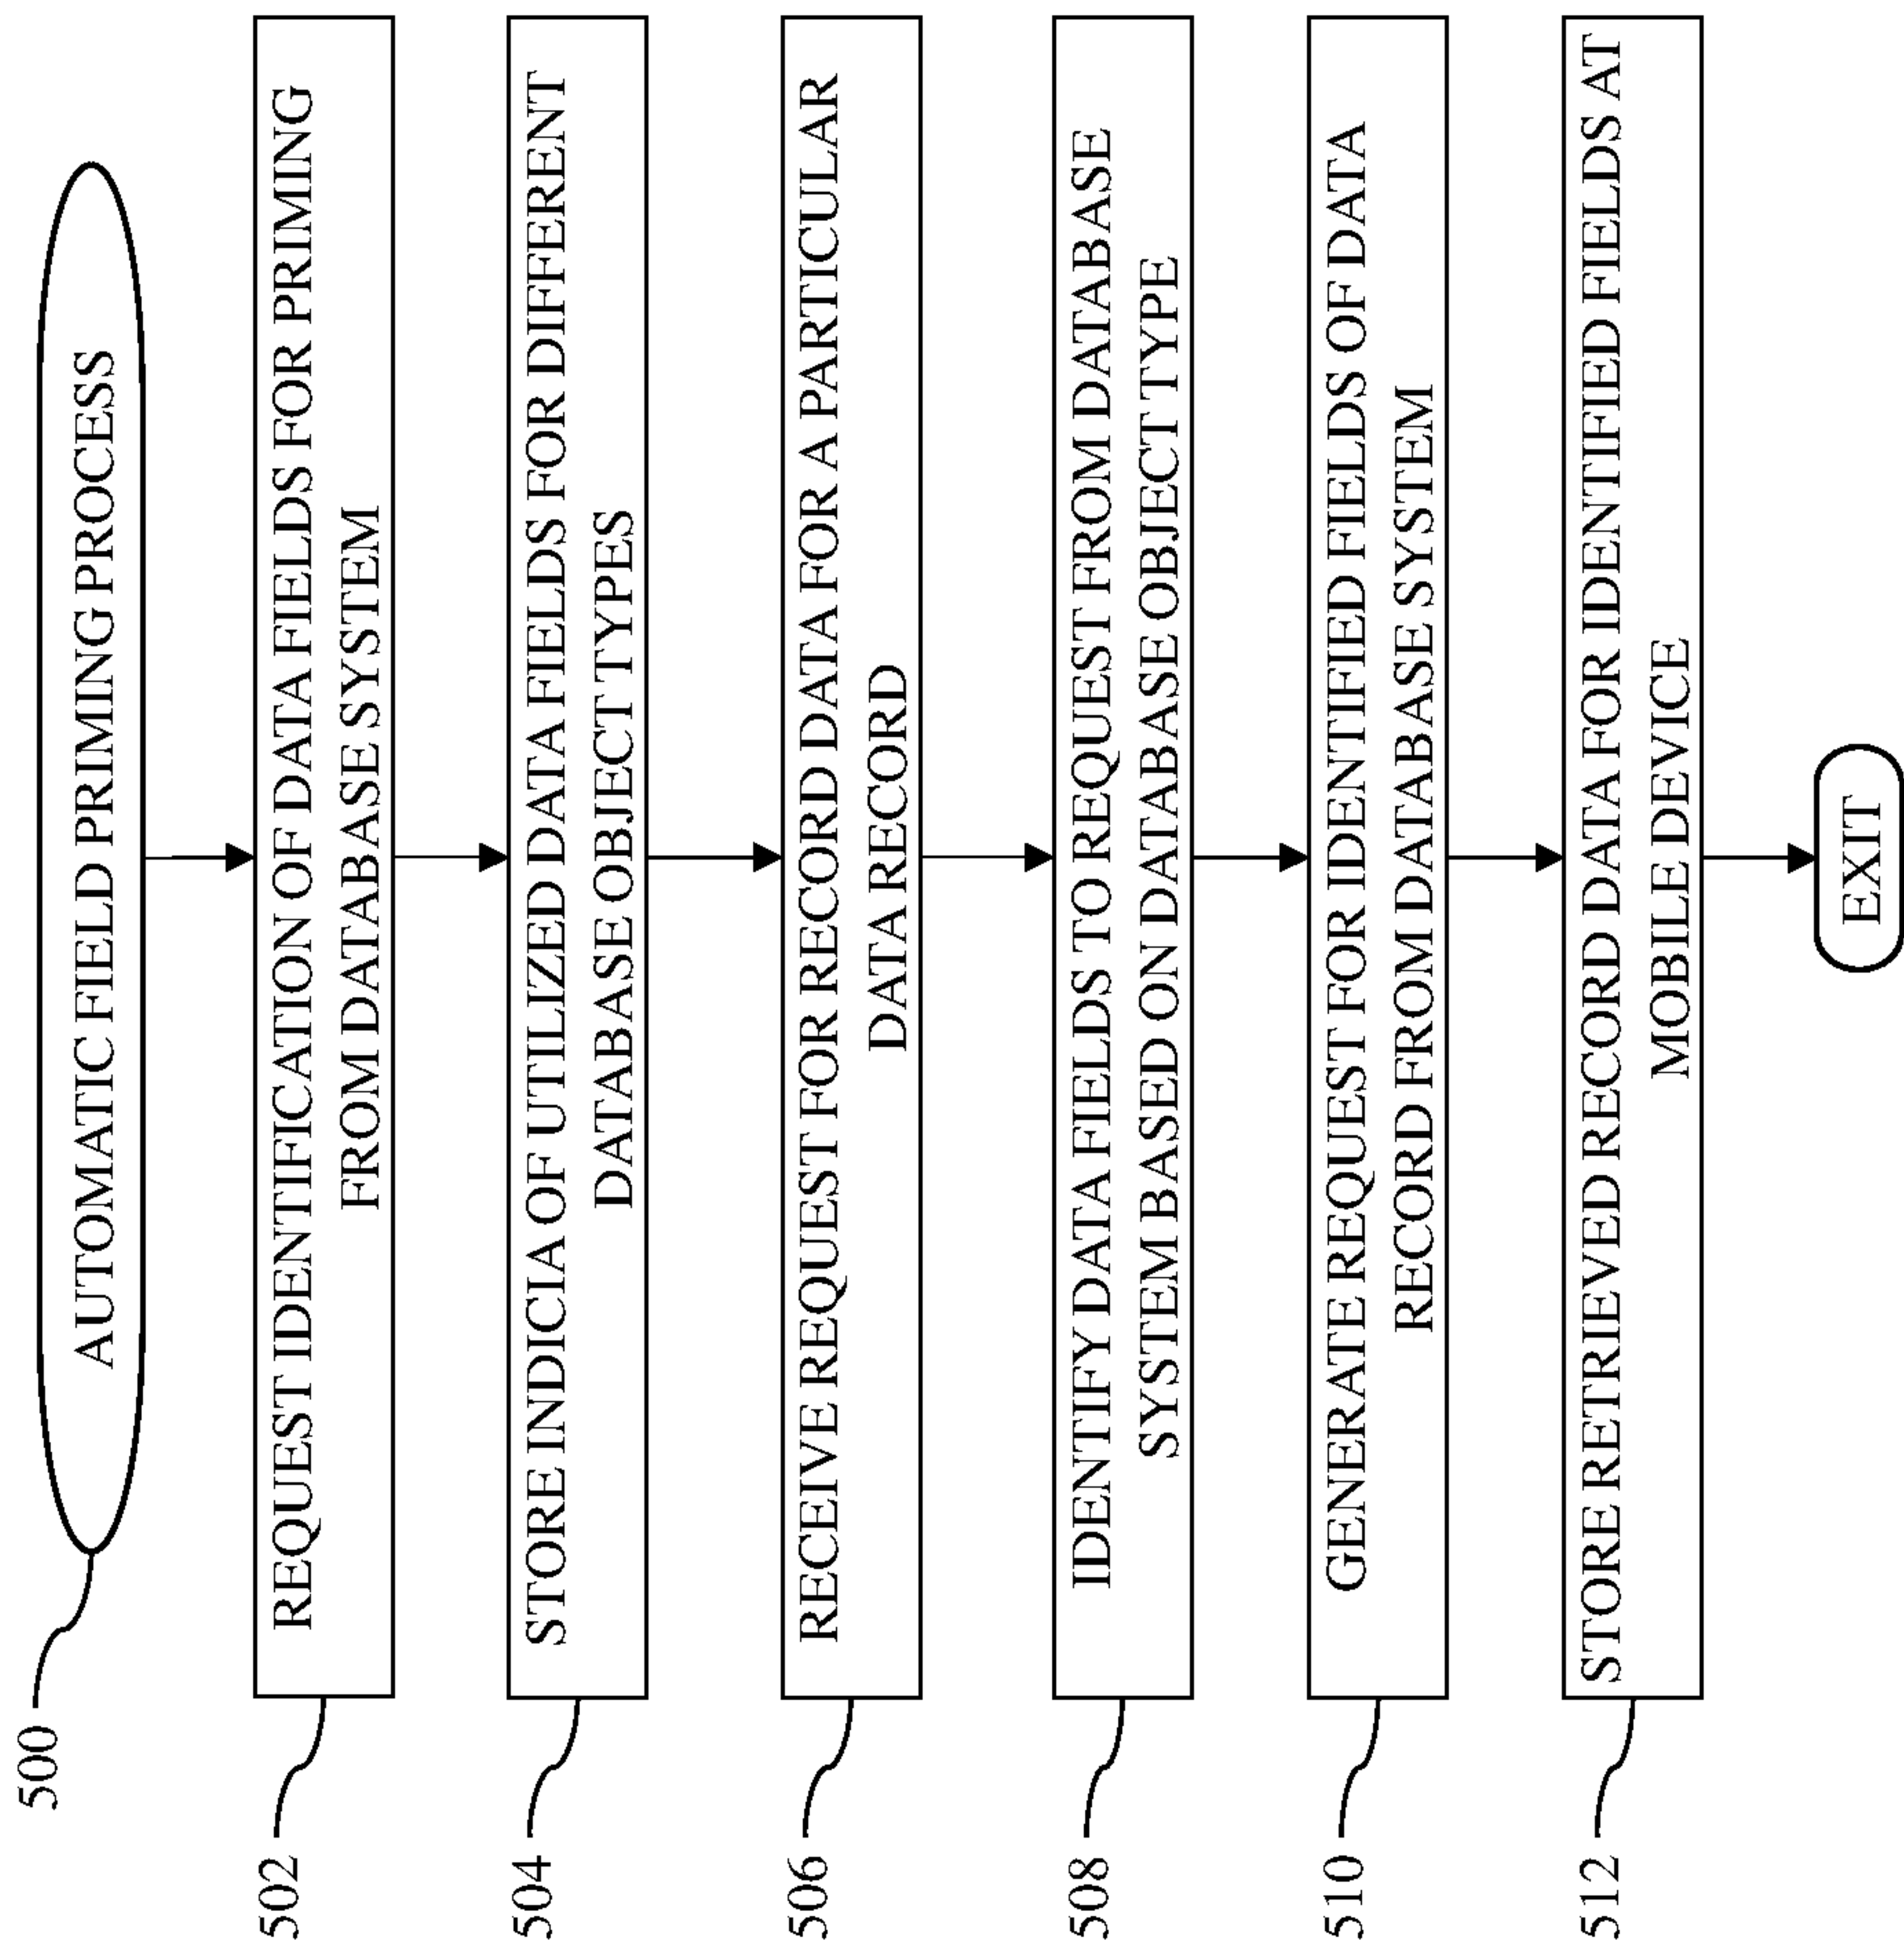 500
AUTOMATIC FIELD PRIMING PROCESS
502
REQUEST IDENTIFICATION OF DATA FIELDS FOR PRIMING
FROM DATABASE SYSTEM
504
STORE INDICIA OF UTILIZED DATA FIELDS FOR DIFFERENT
DATABASE OBJECT TYPES
506
RECEIVE REQUEST FOR RECORD DATA FOR A PARTICULAR
DATA RECORD
508
IDENTIFY DATA FIELDS TO REQUEST FROM DATABASE
SYSTEM BASED ON DATABASE OBJECT TYPE
510
GENERATE REQUEST FOR IDENTIFIED FIELDS OF DATA
RECORD FROM DATABASE SYSTEM
512
STORE RETRIEVED RECORD DATA FOR IDENTIFIED FIELDS AT
MOBILE DEVICE
EXIT